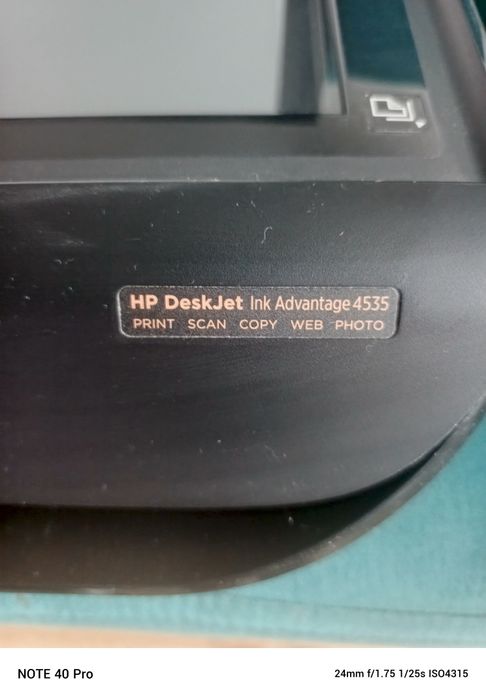 HP DeskJet Ink Advantage 4535
PRINT SCAN COPY WEB PHOTO
NOTE 40 Pro
24mm f/1.75 1/25s ISO4315